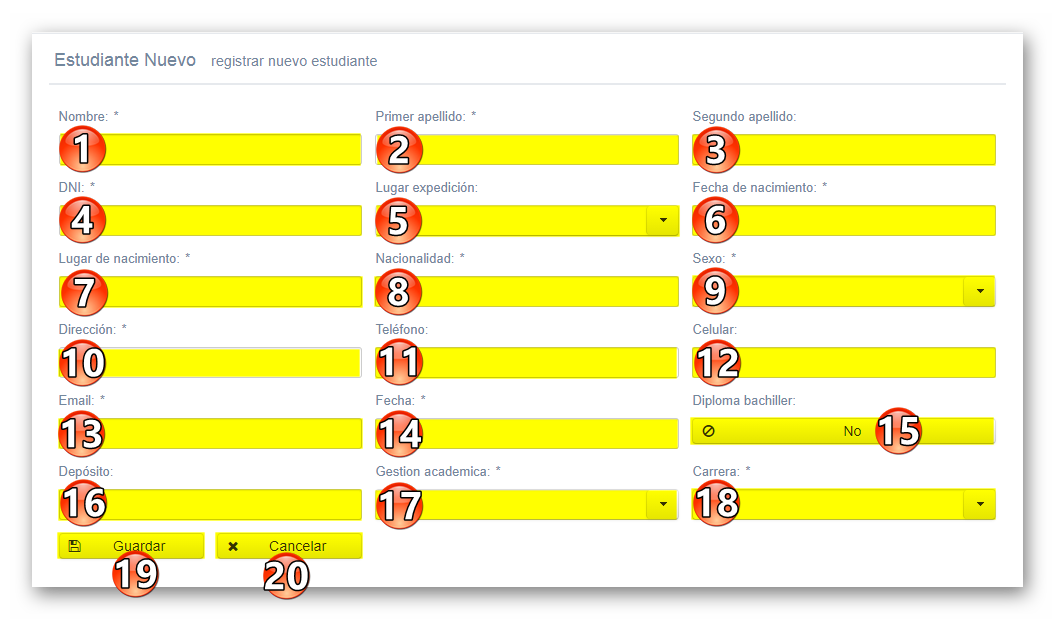 Estudiante Nuevo registrar nuevo estudiante
Nombre: * Primer apellido: * Segundo apellido:
1 2 3
DNI: * Lugar expedición: Fecha de nacimiento: *
4 5 6
Lugar de nacimiento: * Nacionalidad: * Sexo: *
7 8 9
Dirección: * Teléfono: Celular:
10 11 12
Email: * Fecha: * Diploma bachiller:
13 14 No 15
Depósito: Gestion academica: * Carrera: *
16 17 18
Guardar Cancelar
19 20